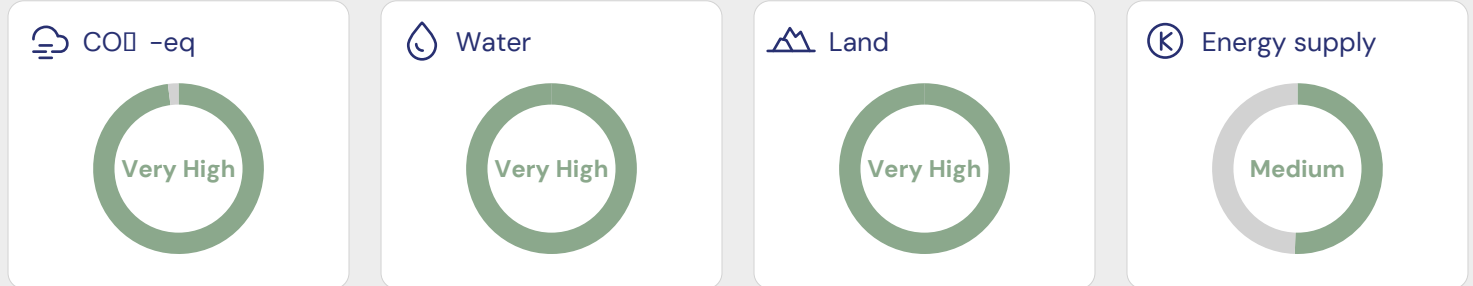 CO▯ -eq
Very High
Water
Very High
Land
Very High
Energy supply
Medium